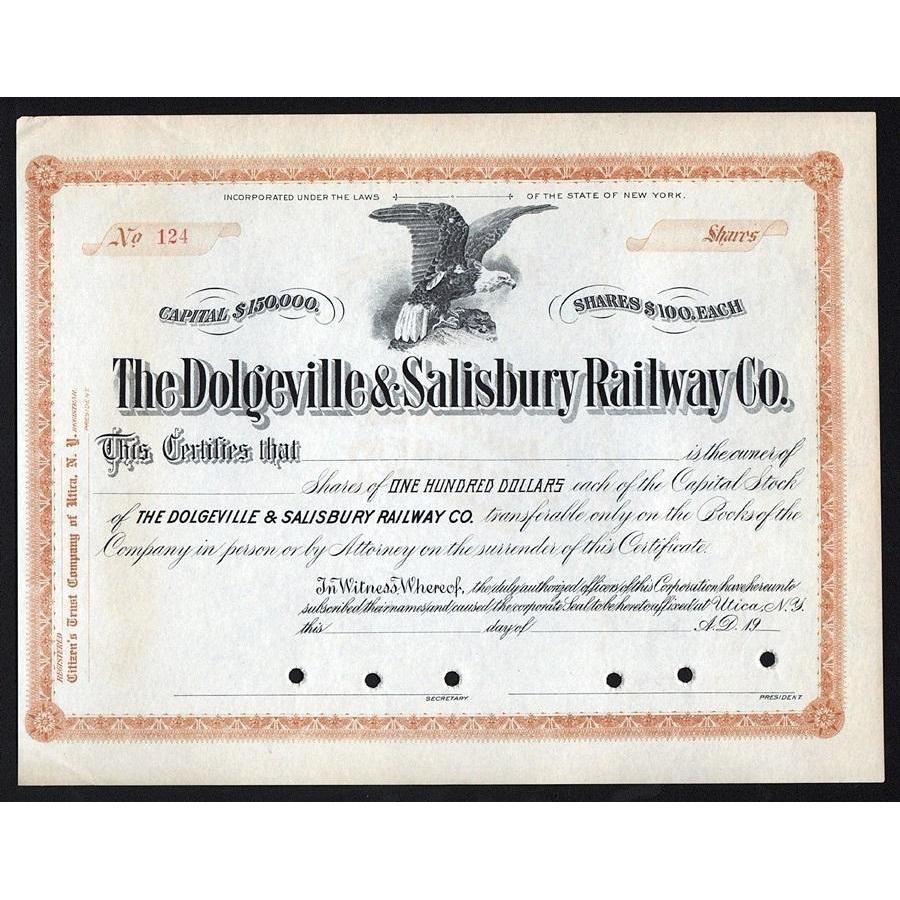 INCORPORATED UNDER THE LAWS OF THE STATE OF NEW YORK.
No 124
Shares
CAPITAL $150,000.
SHARES $100. EACH
The Dolgeville & Salisbury Railway Co.
This Certifies that is the owner of
Shares of ONE HUNDRED DOLLARS each of the Capital Stock
of THE DOLGEVILLE & SALISBURY RAILWAY CO. transferable only on the Books of the
Company in person or by Attorney on the surrender of this Certificate.
In Witness Whereof, the duly authorized officers of this Corporation have hereunto
subscribed their names and caused the corporate Seal to be hereto affixed at Utica, N.Y.
this day of A.D. 19
SECRETARY.
PRESIDENT.
REGISTERED
Citizen's Trust Company of Utica, N. Y.
REGISTRAR.
PRESIDENT